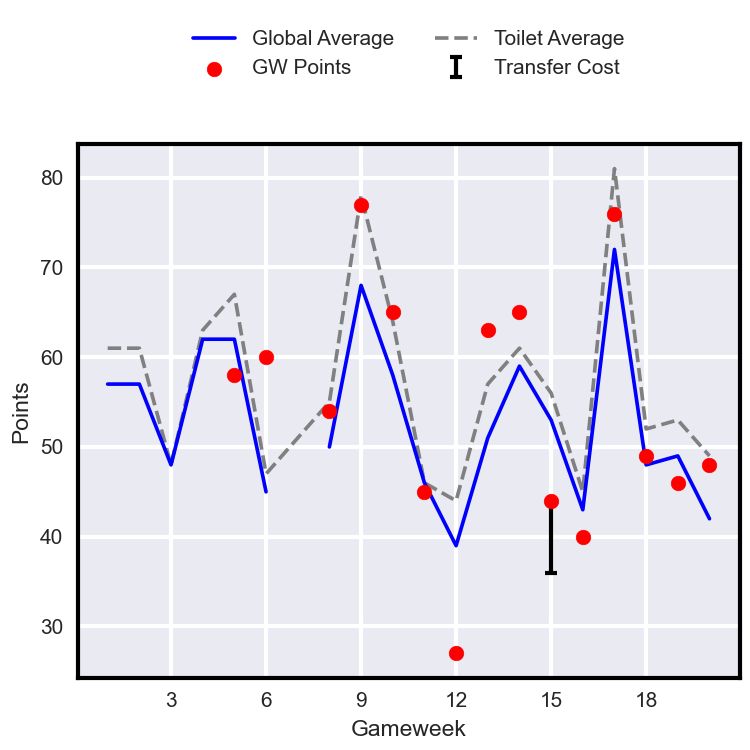 Global Average
Toilet Average
GW Points
Transfer Cost
80
70
60
50
40
30
Points
3 6 9 12 15 18
Gameweek